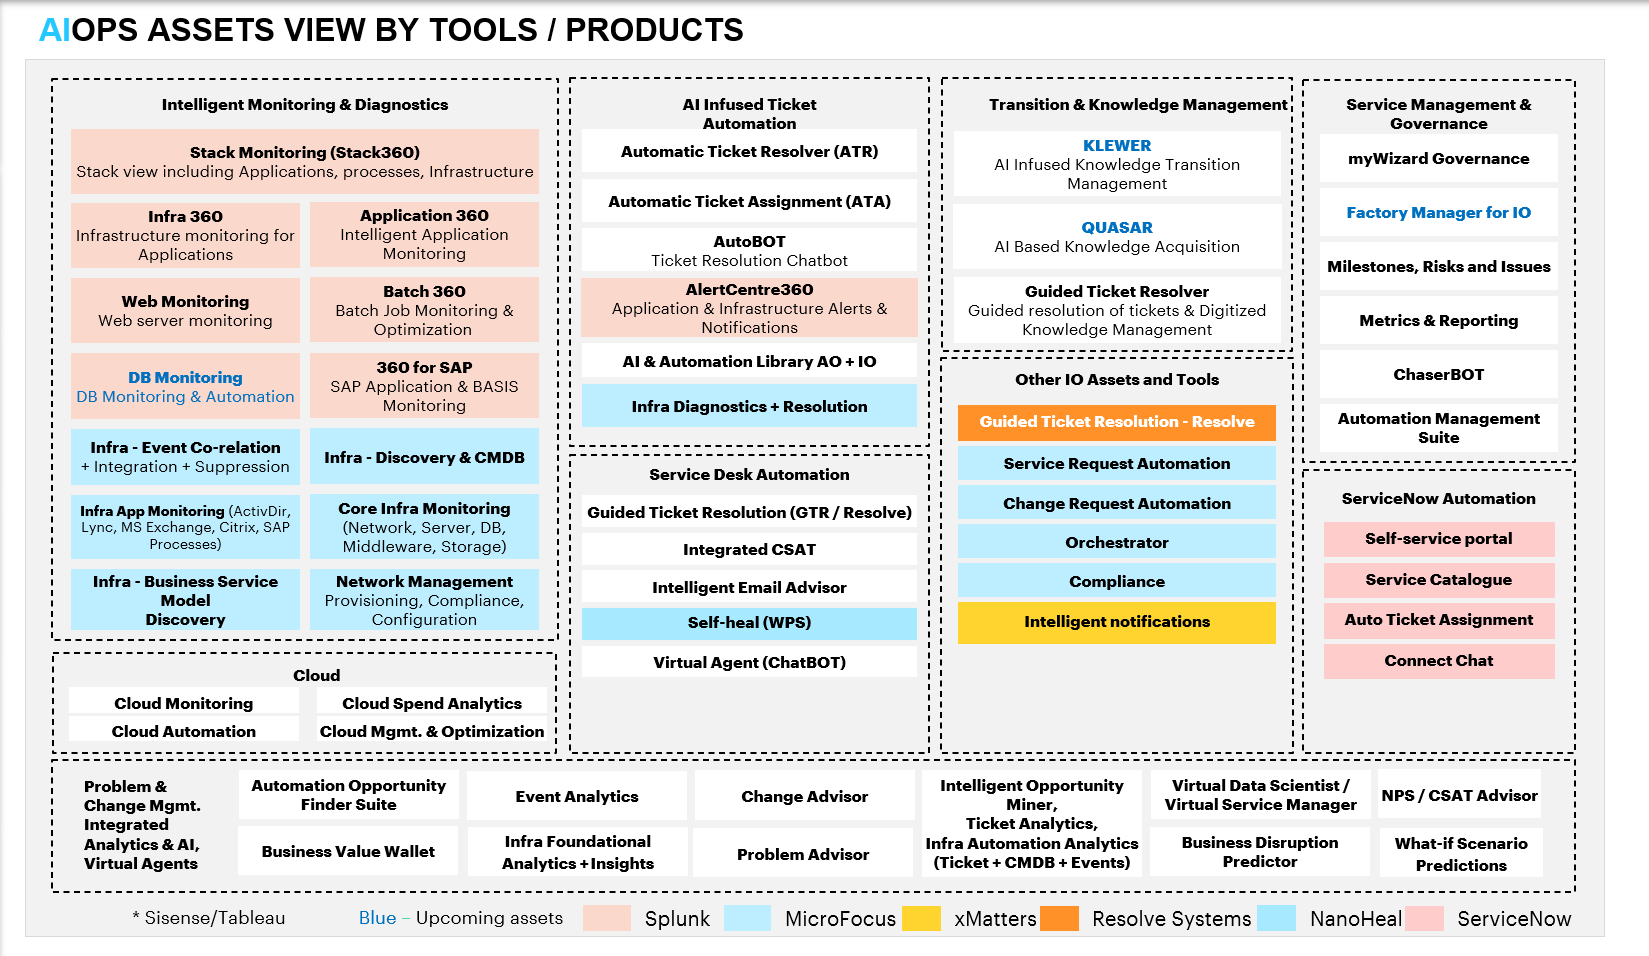 AIOPS ASSETS VIEW BY TOOLS / PRODUCTS
Intelligent Monitoring & Diagnostics
Stack Monitoring (Stack360)
Stack view including Applications, processes, Infrastructure
Infra 360
Infrastructure monitoring for
Applications
Application 360
Intelligent Application
Monitoring
Web Monitoring
Web server monitoring
Batch 360
Batch Job Monitoring &
Optimization
DB Monitoring
DB Monitoring & Automation
360 for SAP
SAP Application & BASIS
Monitoring
Infra - Event Co-relation
+ Integration + Suppression
Infra - Discovery & CMDB
Infra App Monitoring (ActivDir,
Lync, MS Exchange, Citrix, SAP
Processes)
Core Infra Monitoring
(Network, Server, DB,
Middleware, Storage)
Infra - Business Service
Model
Discovery
Network Management
Provisioning, Compliance,
Configuration
Cloud
Cloud Monitoring
Cloud Spend Analytics
Cloud Automation
Cloud Mgmt. & Optimization
AI Infused Ticket
Automation
Automatic Ticket Resolver (ATR)
Automatic Ticket Assignment (ATA)
AutoBOT
Ticket Resolution Chatbot
AlertCentre360
Application & Infrastructure Alerts &
Notifications
AI & Automation Library AO + IO
Infra Diagnostics + Resolution
Service Desk Automation
Guided Ticket Resolution (GTR / Resolve)
Integrated CSAT
Intelligent Email Advisor
Self-heal (WPS)
Virtual Agent (ChatBOT)
Transition & Knowledge Management
KLEWER
AI Infused Knowledge Transition
Management
QUASAR
AI Based Knowledge Acquisition
Guided Ticket Resolver
Guided resolution of tickets & Digitized
Knowledge Management
Other IO Assets and Tools
Guided Ticket Resolution - Resolve
Service Request Automation
Change Request Automation
Orchestrator
Compliance
Intelligent notifications
Service Management &
Governance
myWizard Governance
Factory Manager for IO
Milestones, Risks and Issues
Metrics & Reporting
ChaserBOT
Automation Management
Suite
ServiceNow Automation
Self-service portal
Service Catalogue
Auto Ticket Assignment
Connect Chat
Problem &
Change Mgmt.
Integrated
Analytics & AI,
Virtual Agents
Automation Opportunity
Finder Suite
Event Analytics
Change Advisor
Intelligent Opportunity
Miner,
Ticket Analytics,
Infra Automation Analytics
(Ticket + CMDB + Events)
Virtual Data Scientist /
Virtual Service Manager
NPS / CSAT Advisor
Business Value Wallet
Infra Foundational
Analytics + Insights
Problem Advisor
Business Disruption
Predictor
What-if Scenario
Predictions
* Sisense/Tableau
Blue – Upcoming assets
Splunk
MicroFocus
xMatters
Resolve Systems
NanoHeal
ServiceNow